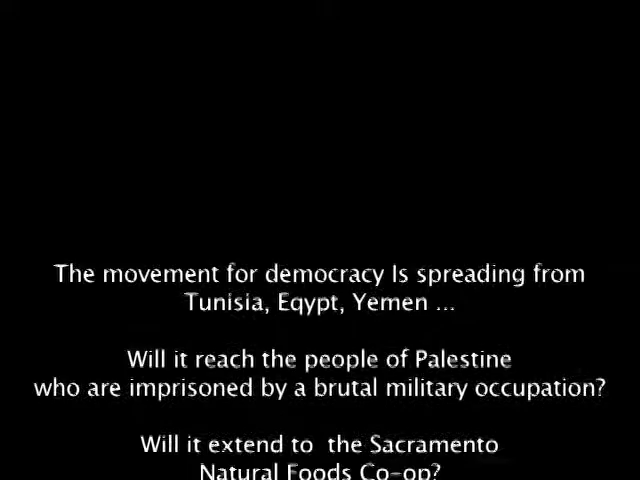 The movement for democracy Is spreading from
Tunisia, Eqypt, Yemen ...
Will it reach the people of Palestine
who are imprisoned by a brutal military occupation?
Will it extend to  the Sacramento
Natural Foods Co-op?